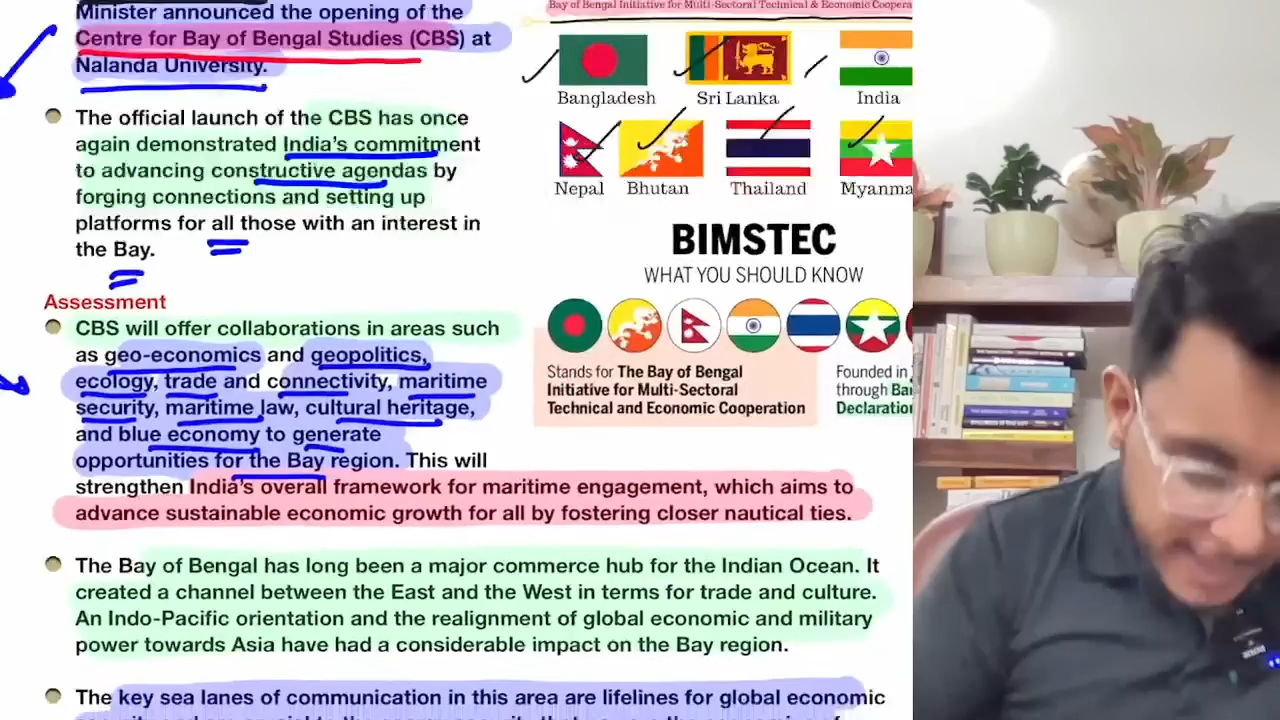 Minister announced the opening of the
Centre for Bay of Bengal Studies (CBS) at
Nalanda University.
The official launch of the CBS has once
again demonstrated India's commitment
to advancing constructive agendas by
forging connections and setting up
platforms for all those with an interest in
the Bay.
Assessment
CBS will offer collaborations in areas such
as geo-economics and geopolitics,
ecology, trade and connectivity, maritime
security, maritime law, cultural heritage,
and blue economy to generate
opportunities for the Bay region. This will
strengthen India's overall framework for maritime engagement, which aims to
advance sustainable economic growth for all by fostering closer nautical ties.
The Bay of Bengal has long been a major commerce hub for the Indian Ocean. It
created a channel between the East and the West in terms for trade and culture.
An Indo-Pacific orientation and the realignment of global economic and military
power towards Asia have had a considerable impact on the Bay region.
The key sea lanes of communication in this area are lifelines for global economic
Bay of Bengal Initiative for Multi-Sectoral Technical & Economic Coopera
Bangladesh Sri Lanka India
Nepal Bhutan Thailand Myanma
BIMSTEC
WHAT YOU SHOULD KNOW
Stands for The Bay of Bengal
Initiative for Multi-Sectoral
Technical and Economic Cooperation
Founded in
through Ban
Declaration